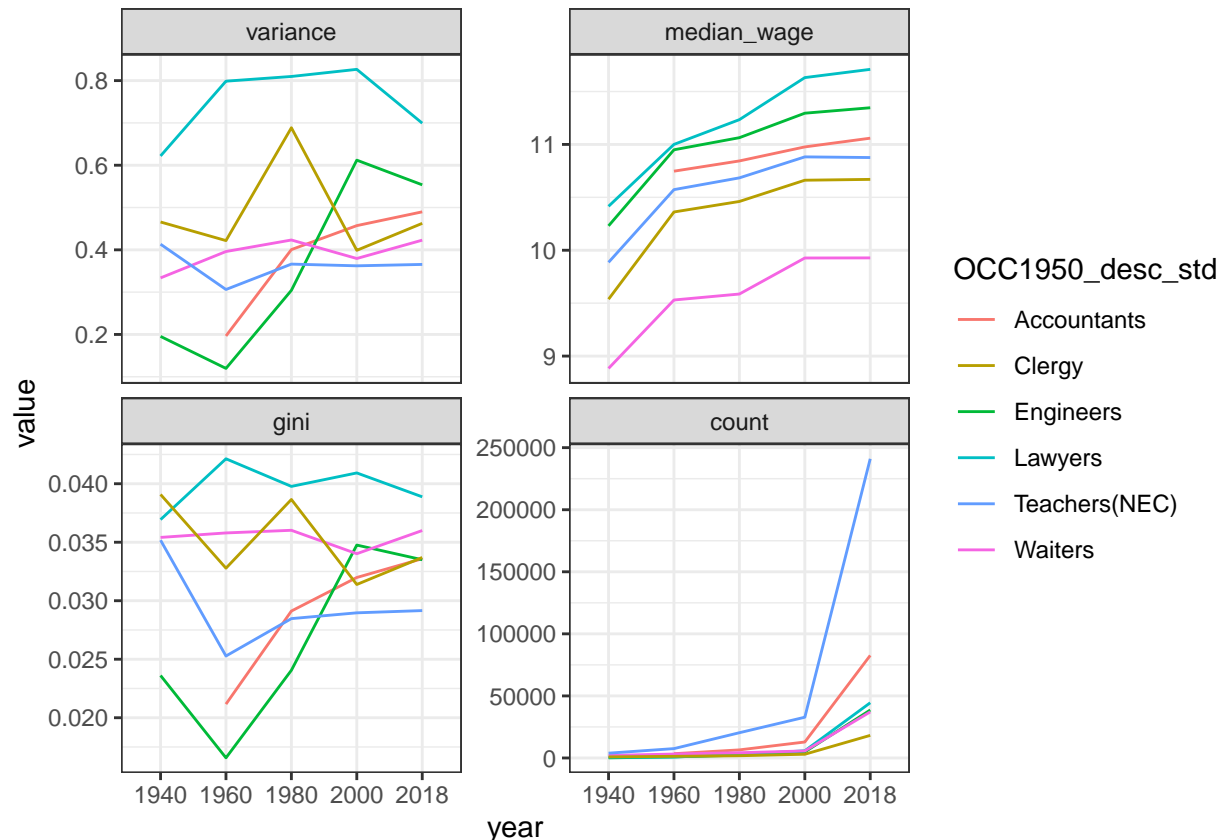 variance
median_wage
0.8
0.6
0.4
0.2
11
10
9
gini
count
0.040
0.035
0.030
0.025
0.020
250000
200000
150000
100000
50000
0
1940 1960 1980 2000 2018
1940 1960 1980 2000 2018
year
value
OCC1950_desc_std
Accountants
Clergy
Engineers
Lawyers
Teachers(NEC)
Waiters